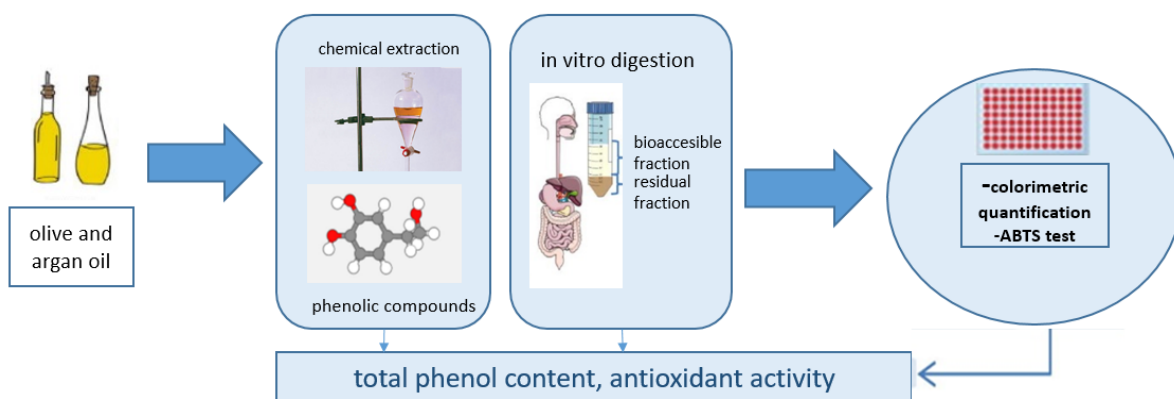 olive and
argan oil
chemical extraction
phenolic compounds
in vitro digestion
bioaccesible
fraction
residual
fraction
-colorimetric
quantification
-ABTS test
total phenol content, antioxidant activity